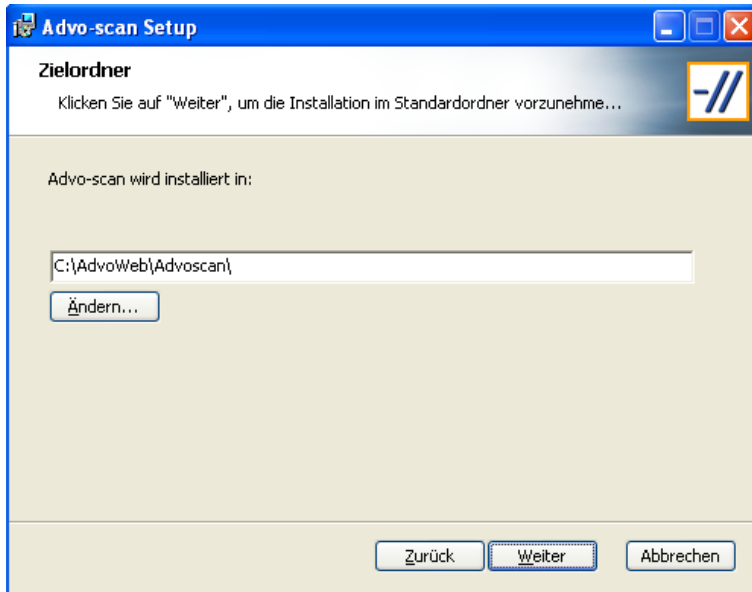 Advo-scan Setup
Zielordner
Klicken Sie auf "Weiter", um die Installation im Standardordner vorzunehme...
Advo-scan wird installiert in:
C:\AdvoWeb\Advoscan\
Ändern...
Zurück
Weiter
Abbrechen